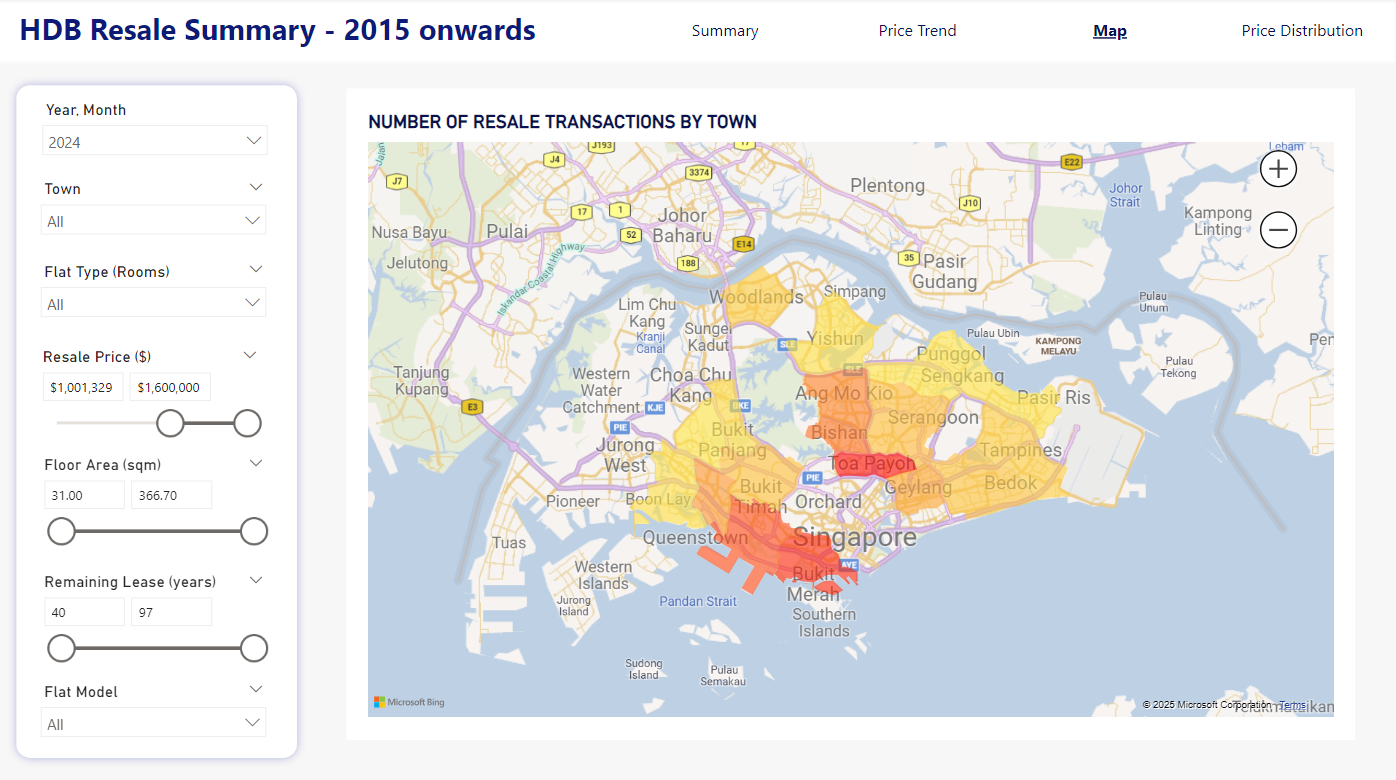 HDB Resale Summary - 2015 onwards
Summary
Price Trend
Map
Price Distribution
Year, Month
2024
Town
All
Flat Type (Rooms)
All
Resale Price ($)
$1,001,329
$1,600,000
Floor Area (sqm)
31.00
366.70
Remaining Lease (years)
40
97
Flat Model
All
NUMBER OF RESALE TRANSACTIONS BY TOWN
Jalan
J193
17
Lebam
J4
3374
E22
J7
Plentong
Johor
Strait
17
1
J10
Kampong
Linting
Johor
Baharu
Nusa Bayu
Pulai
52
E14
Jelutong
188
35
Pasir
Gudang
Iskandar Coastal Highway
Woodlands
Simpang
Pulau
Unum
Lim Chu
Kang
Kranji
Canal
Sungei
Kadut
SLE
Yishun
Pulau Ubin
KAMPONG
MELAYU
Pen
Punggol
Pulau
Tekong
Tanjung
Kupang
Western
Water
Catchment
Choa Chu
Kang
SLE
Sengkang
Ang Mo Kio
Pasir Ris
E3
KJE
BKE
Serangoon
PIE
Bukit
Panjang
Bishan
Jurong
West
Tampines
Toa Payoh
PIE
Geylang
Bedok
Pioneer
Boon Lay
Bukit
Timah
Orchard
Tuas
Queenstown
Singapore
Western
Islands
AYE
Bukit
Merah
Jurong
Island
Pandan Strait
Southern
Islands
Sudong
Island
Pulau
Semakau
Microsoft Bing
© 2025 Microsoft Corporation
Terms